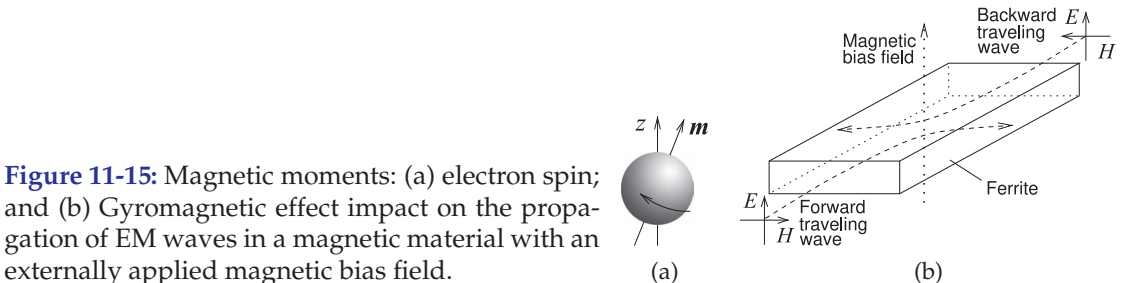 Figure 11-15: Magnetic moments: (a) electron spin;
and (b) Gyromagnetic effect impact on the propa-
gation of EM waves in a magnetic material with an
externally applied magnetic bias field.
z
m
(a)
Magnetic
bias field
Backward
traveling
wave
E
H
Ferrite
E
H
Forward
traveling
wave
(b)